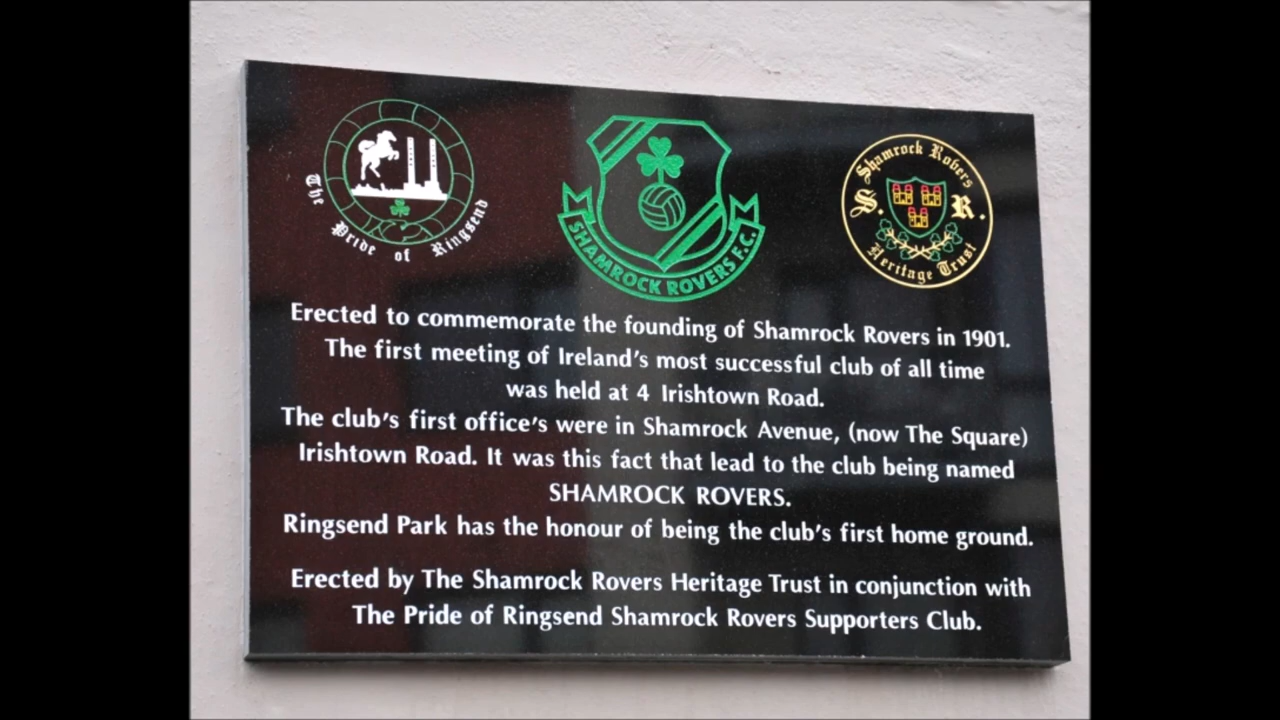 The Pride of Ringsend
SHAMROCK ROVERS F.C.
Shamrock Rovers
S. R.
Heritage Trust
Erected to commemorate the founding of Shamrock Rovers in 1901.
The first meeting of Ireland's most successful club of all time
was held at 4 Irishtown Road.
The club's first office's were in Shamrock Avenue, (now The Square)
Irishtown Road. It was this fact that lead to the club being named
SHAMROCK ROVERS.
Ringsend Park has the honour of being the club's first home ground.
Erected by The Shamrock Rovers Heritage Trust in conjunction with
The Pride of Ringsend Shamrock Rovers Supporters Club.